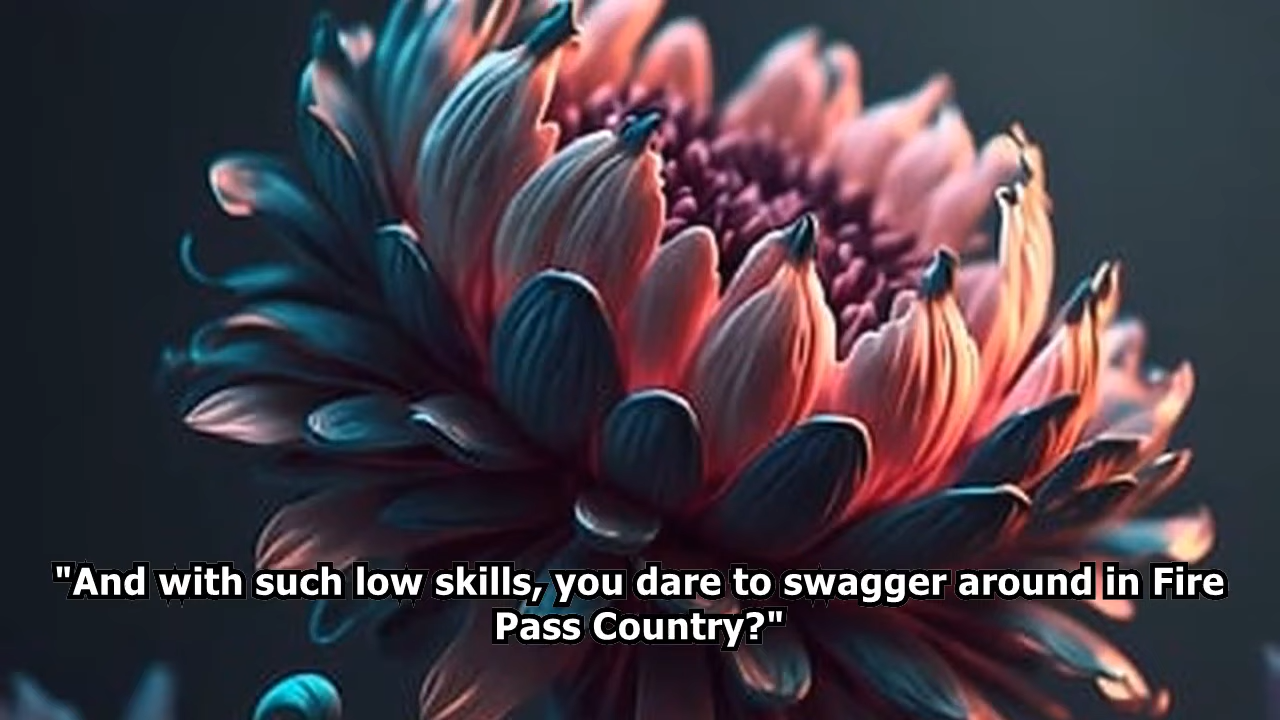 "And with such low skills, you dare to swagger around in Fire
Pass Country?"